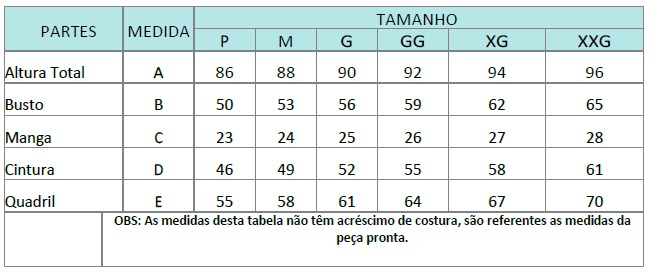 PARTES MEDIDA TAMANHO
P M G GG XG XXG
Altura Total A 86 88 90 92 94 96
Busto B 50 53 56 59 62 65
Manga C 23 24 25 26 27 28
Cintura D 46 49 52 55 58 61
Quadril E 55 58 61 64 67 70
OBS: As medidas desta tabela não têm acréscimo de costura, são referentes as medidas da
peça pronta.